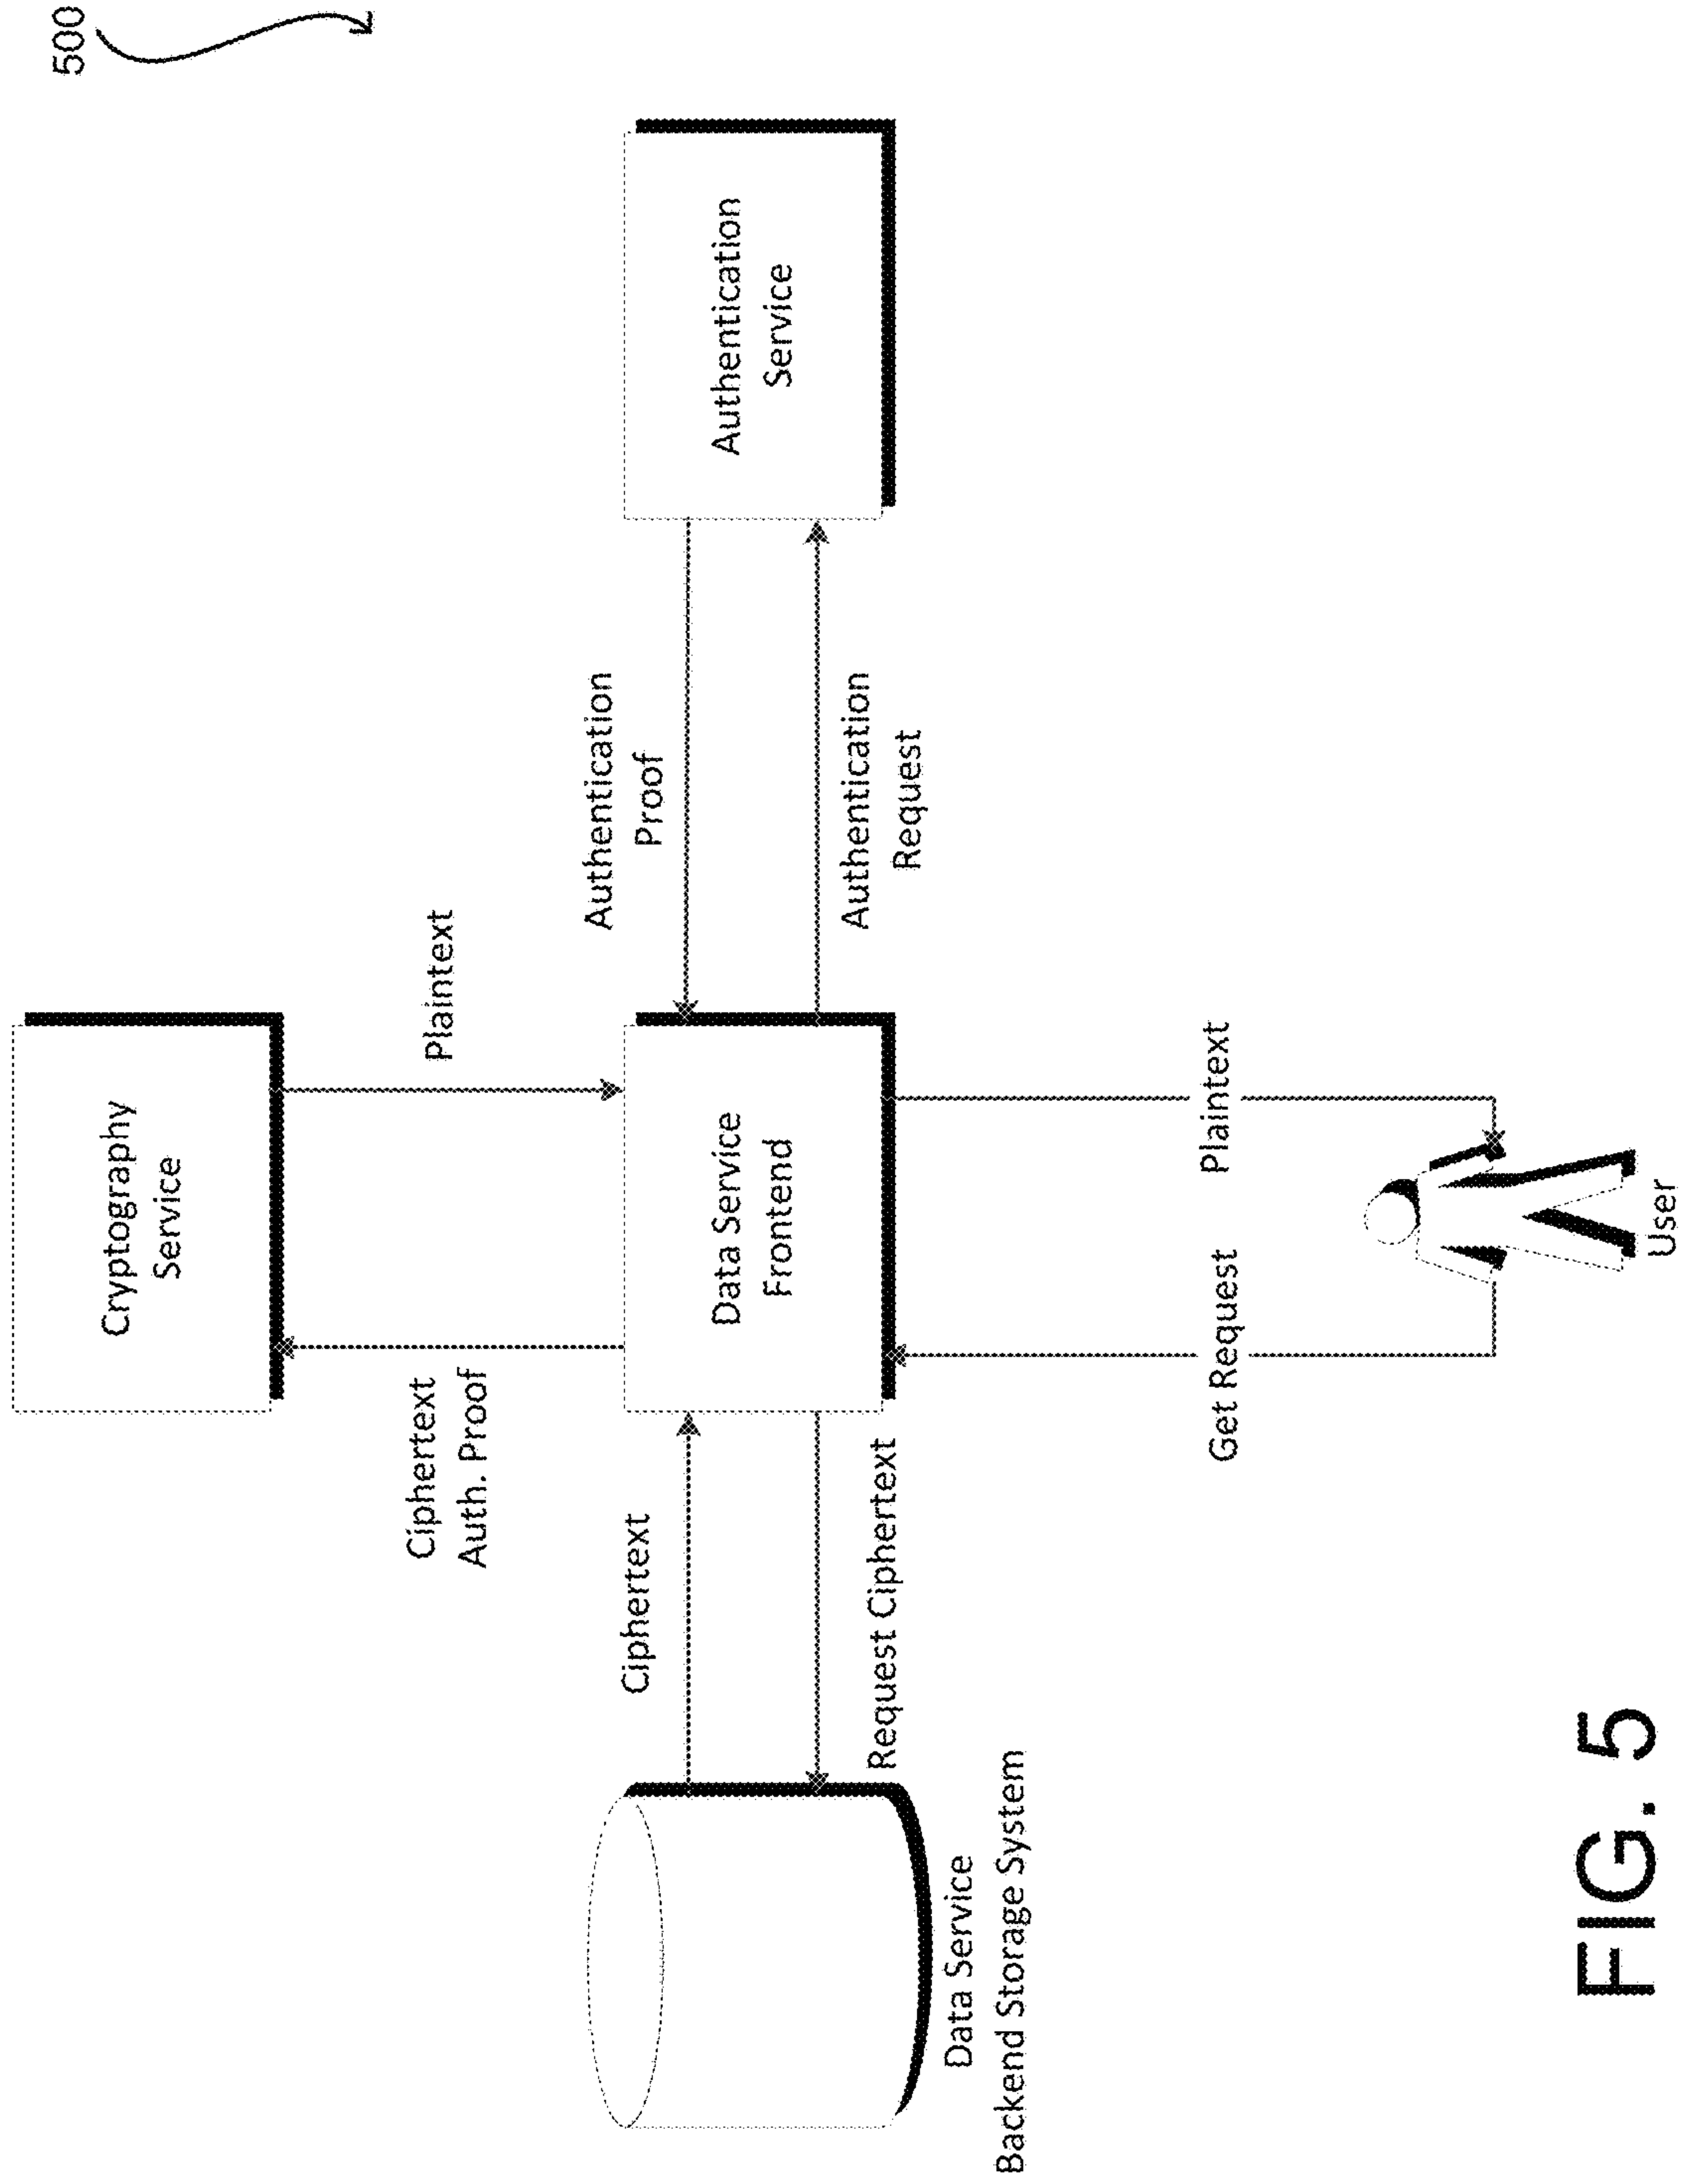 500
Cryptography
Service
Ciphertext
Auth. Proof
Plaintext
Ciphertext
Request Ciphertext
Data Service
Backend Storage System
Data Service
Frontend
Authentication
Proof
Authentication
Request
Authentication
Service
Get Request
Plaintext
User
FIG. 5